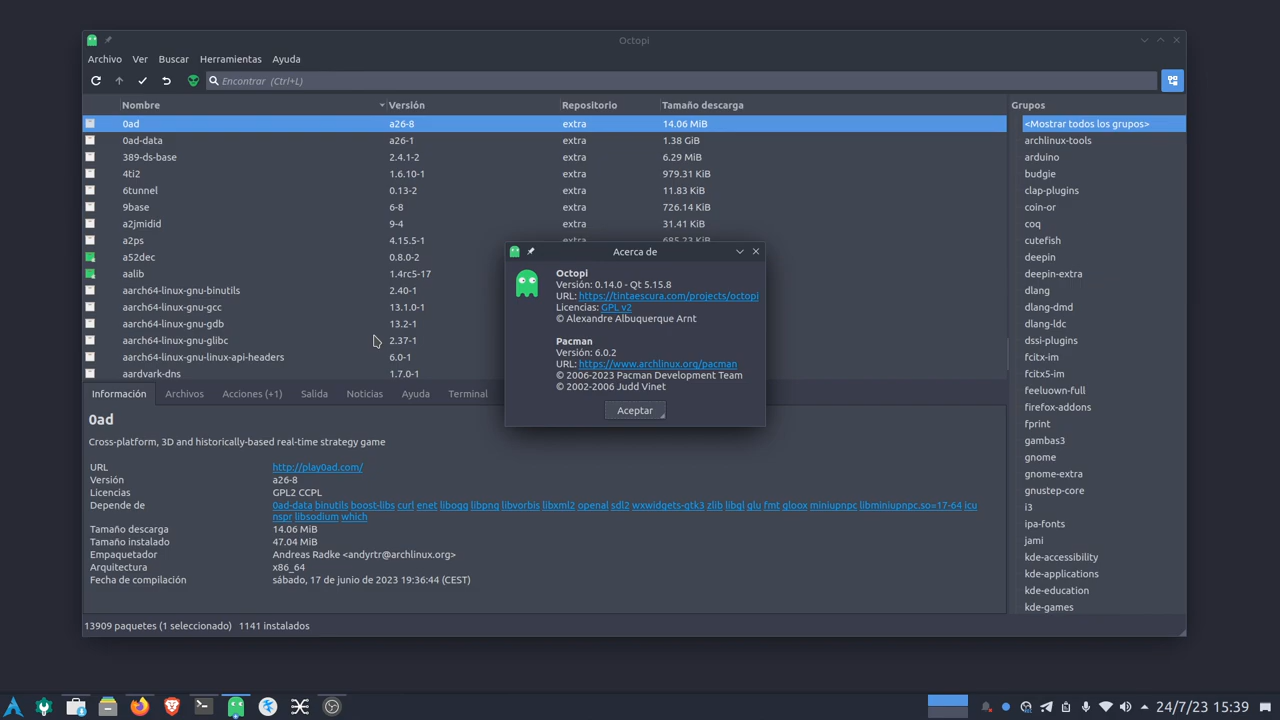 Octopi
Archivo Ver Buscar Herramientas Ayuda
Encontrar (Ctrl+L)
Nombre Versión Repositorio Tamaño descarga Grupos
0ad a26-8 extra 14.06 MiB <Mostrar todos los grupos>
0ad-data a26-1 extra 1.38 GiB archlinux-tools
389-ds-base 2.4.1-2 extra 6.29 MiB arduino
4ti2 1.6.10-1 extra 979.31 KiB budgie
6tunnel 0.13-2 extra 11.83 KiB clap-plugins
9base 6-8 extra 726.14 KiB coin-or
a2jmidid 9-4 extra 31.41 KiB coq
a2ps 4.15.5-1 extra 685.23 KiB cutefish
a52dec 0.8.0-2 deepin
aalib 1.4rc5-17 deepin-extra
aarch64-linux-gnu-binutils 2.40-1 dlang
aarch64-linux-gnu-gcc 13.1.0-1 dlang-dmd
aarch64-linux-gnu-gdb 13.2-1 dlang-ldc
aarch64-linux-gnu-glibc 2.37-1 dssi-plugins
aarch64-linux-gnu-linux-api-headers 6.0-1 fcitx-im
aardvark-dns 1.7.0-1 fcitx5-im
feeluown-full
firefox-addons
fprint
gambas3
gnome
gnome-extra
gnustep-core
i3
ipa-fonts
jami
kde-accessibility
kde-applications
kde-education
kde-games
Acerca de
Octopi
Versión: 0.14.0 - Qt 5.15.8
URL: https://tintaescura.com/projects/octopi
Licencias: GPL v2
© Alexandre Albuquerque Arnt
Pacman
Versión: 6.0.2
URL: https://www.archlinux.org/pacman
© 2006-2023 Pacman Development Team
© 2002-2006 Judd Vinet
Aceptar
Información Archivos Acciones (+1) Salida Noticias Ayuda Terminal
0ad
Cross-platform, 3D and historically-based real-time strategy game
URL http://play0ad.com/
Versión a26-8
Licencias GPL2 CCPL
Depende de 0ad-data binutils boost-libs curl enet libogg libpng libvorbis libxml2 openal sdl2 wxwidgets-gtk3 zlib libgl glu fmt gloox miniupnpc libminiupnpc.so=17-64 icu
nspr libsodium which
Tamaño descarga 14.06 MiB
Tamaño instalado 47.04 MiB
Empaquetador Andreas Radke <andyrtr@archlinux.org>
Arquitectura x86_64
Fecha de compilación sábado, 17 de junio de 2023 19:36:44 (CEST)
13909 paquetes (1 seleccionado) 1141 instalados
24/7/23 15:39